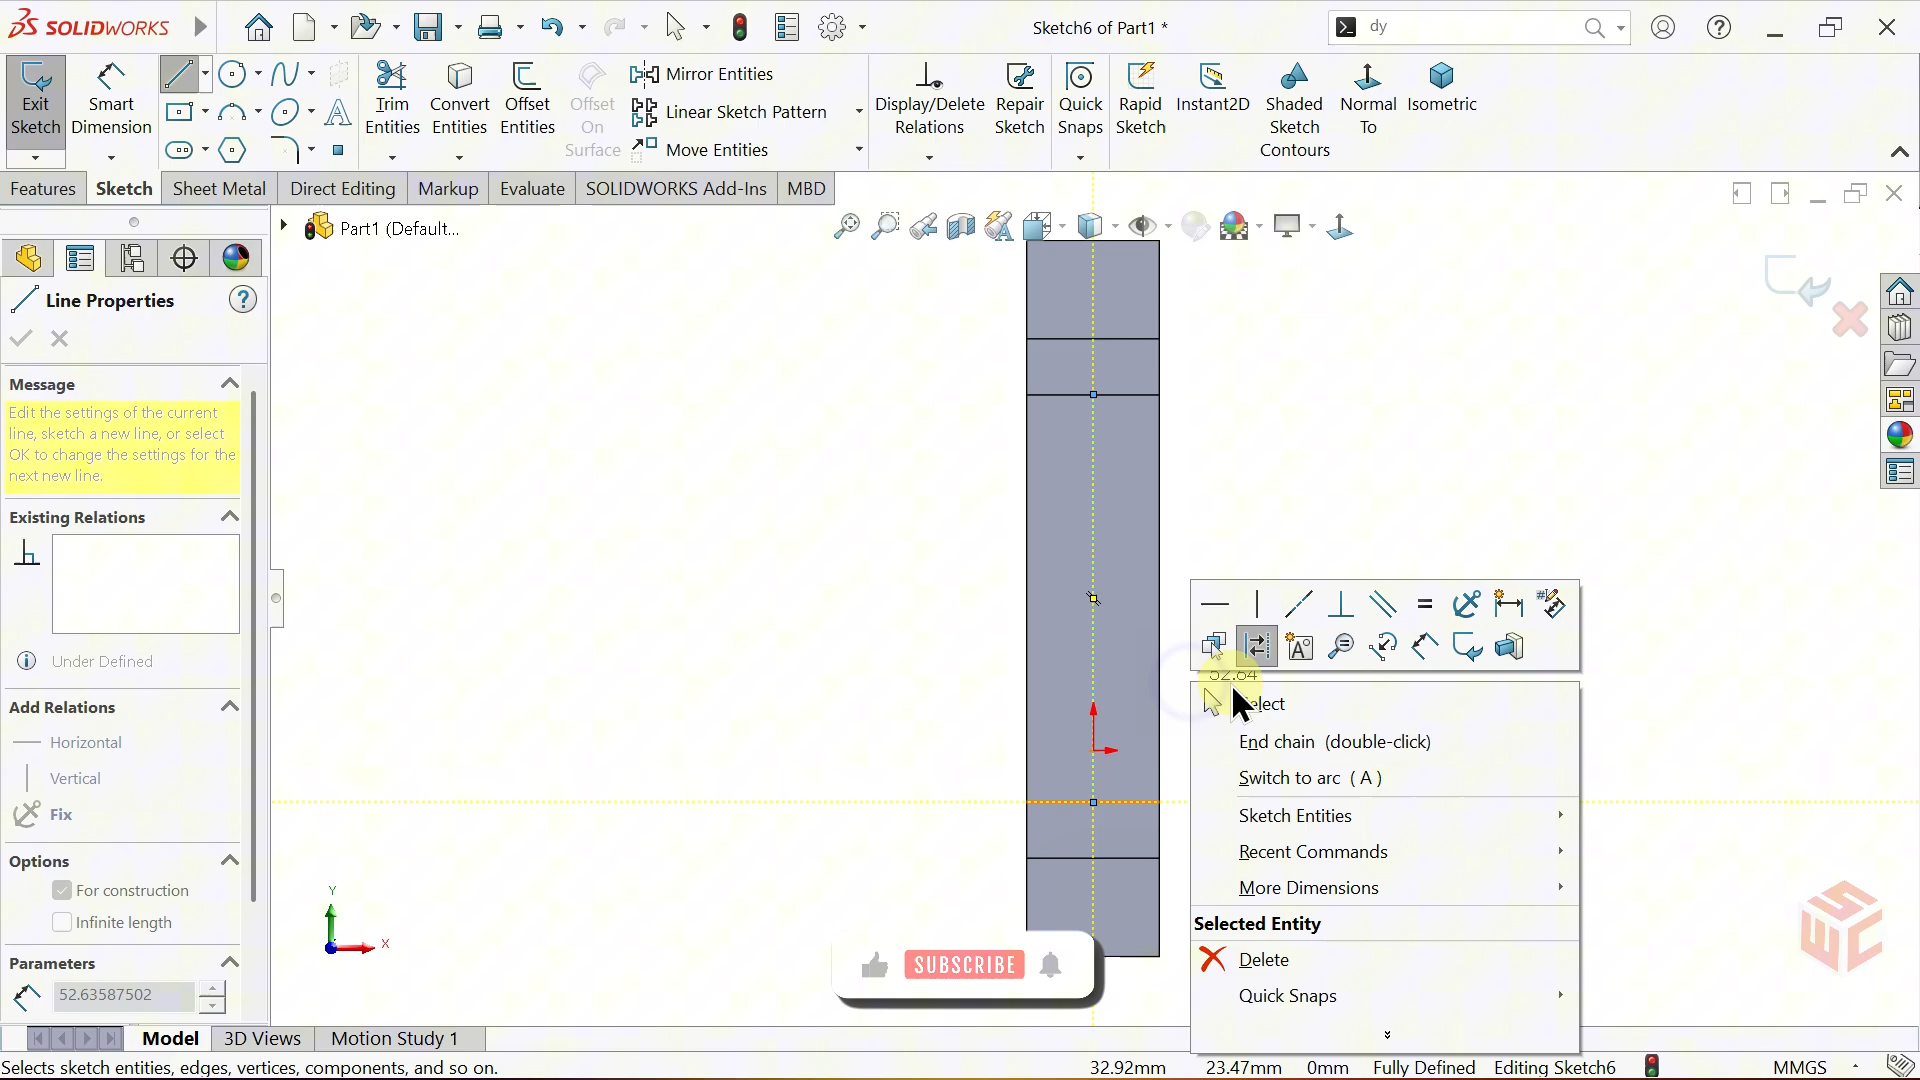 SOLIDWORKS
Sketch6 of Part1 *
dy
Exit Sketch
Smart Dimension
Trim Entities
Convert Entities
Offset Entities
Offset On Surface
Mirror Entities
Linear Sketch Pattern
Move Entities
Display/Delete Relations
Repair Sketch
Quick Snaps
Rapid Sketch
Instant2D
Shaded Sketch Contours
Normal To
Isometric
Features
Sketch
Sheet Metal
Direct Editing
Markup
Evaluate
SOLIDWORKS Add-Ins
MBD
Part1 (Default...
Line Properties
Message
Edit the settings of the current
line, sketch a new line, or select
OK to change the settings for the
next new line.
Existing Relations
Under Defined
Add Relations
Horizontal
Vertical
Fix
Options
For construction
Infinite length
Parameters
52.63587502
52.64
End chain (double-click)
Switch to arc ( A )
Sketch Entities
Recent Commands
More Dimensions
Selected Entity
Delete
Quick Snaps
Y
X
SUBSCRIBE
SWC
Model
3D Views
Motion Study 1
Selects sketch entities, edges, vertices, components, and so on.
32.92mm
23.47mm
0mm
Fully Defined
Editing Sketch6
MMGS